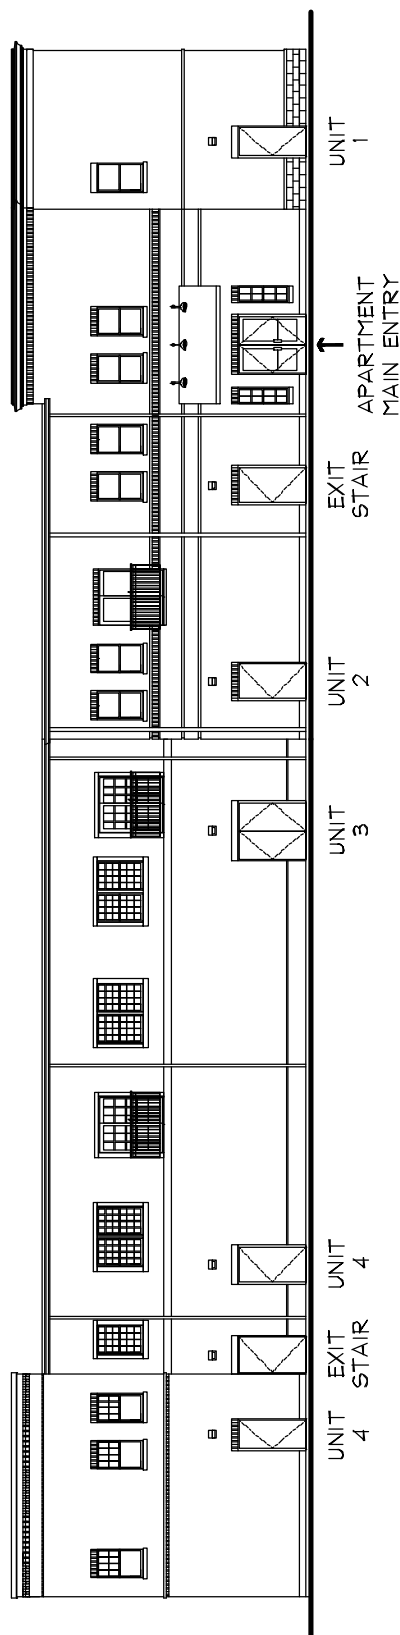 UNIT
4
EXIT
STAIR
UNIT
4
UNIT
3
UNIT
2
EXIT
STAIR
APARTMENT
MAIN ENTRY
UNIT
1